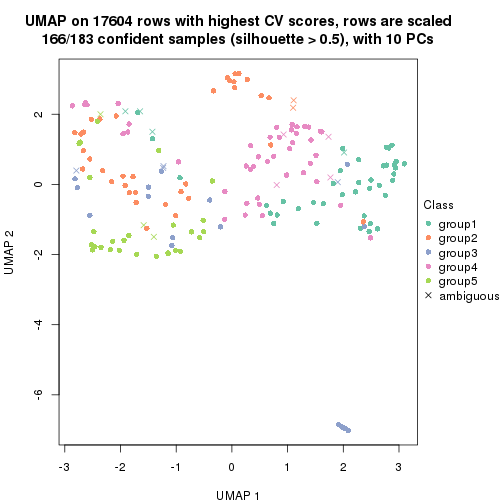 UMAP on 17604 rows with highest CV scores, rows are scaled
166/183 confident samples (silhouette > 0.5), with 10 PCs
2
0
-2
-4
-6
UMAP 2
-3
-2
-1
0
1
2
3
UMAP 1
Class
group1
group2
group3
group4
group5
ambiguous